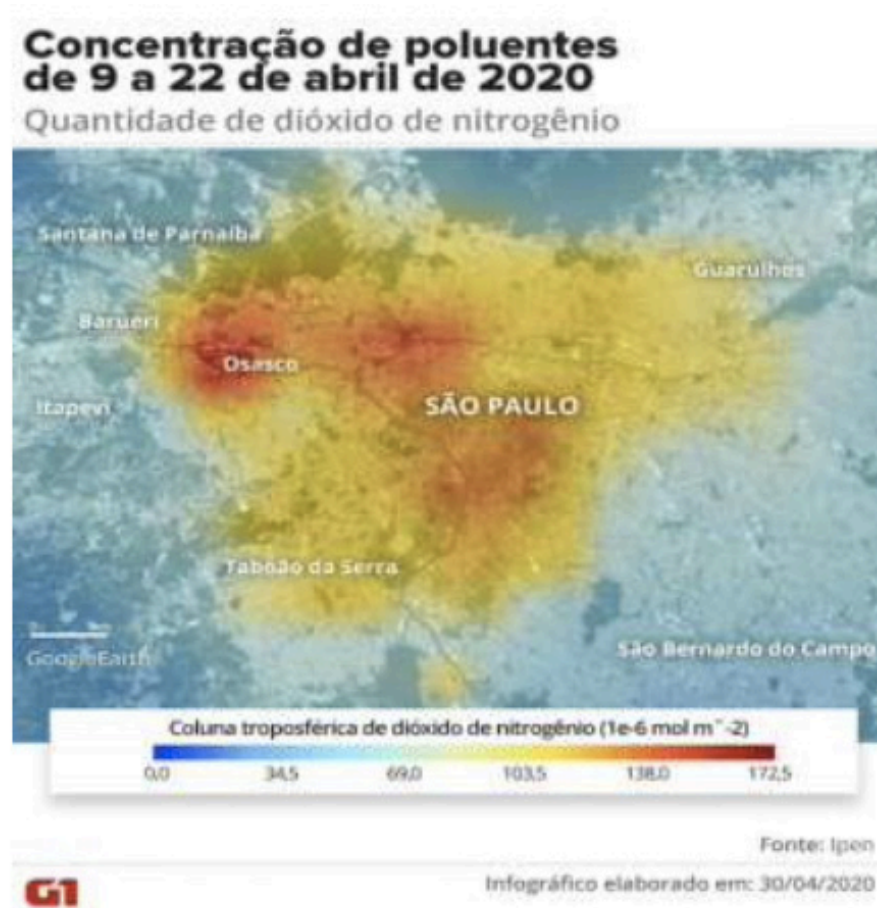 Concentração de poluentes
de 9 a 22 de abril de 2020
Quantidade de dióxido de nitrogênio
Santana de Parnaíba
Guarulhos
Barueri
Osasco
Itapevi
SÃO PAULO
Taboão da Serra
São Bernardo do Campo
GoogleEarth
Coluna troposférica de dióxido de nitrogênio (1e-6 mol m^-2)
0,0 34,5 69,0 103,5 138,0 172,5
Fonte: Ipen
G1
Infográfico elaborado em: 30/04/2020